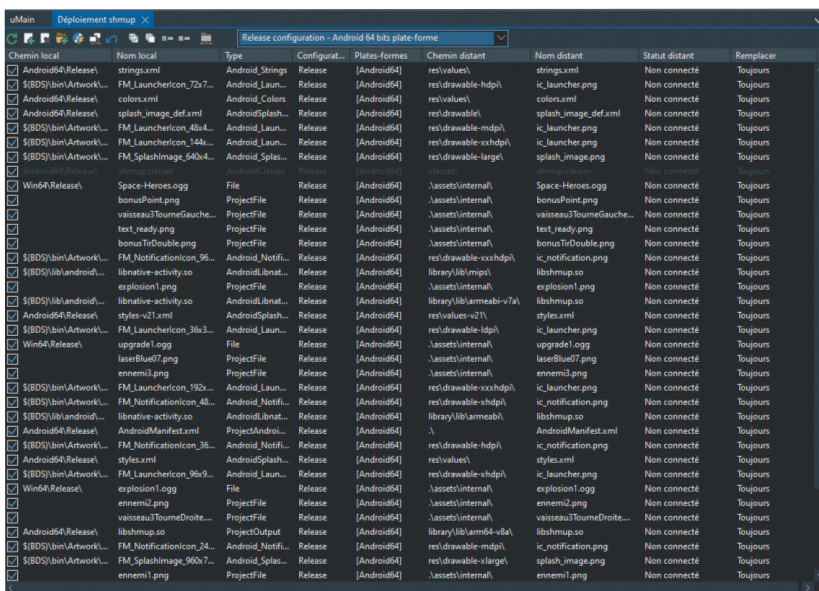 uMain Déploiement shmup
Release configuration - Android 64 bits plate-forme
Chemin local Nom local Type Configurat... Plates-formes Chemin distant Nom distant Statut distant Remplacer
Android64\Release\ strings.xml Android_Strings Release [Android64] res\values\ strings.xml Non connecté Toujours
$(BDS)\bin\Artwork\... FM_LauncherIcon_72x7... Android_Laun... Release [Android64] res\drawable-hdpi\ ic_launcher.png Non connecté Toujours
Android64\Release\ colors.xml Android_Colors Release [Android64] res\values\ colors.xml Non connecté Toujours
Android64\Release\ splash_image_def.xml AndroidSplash... Release [Android64] res\drawable\ splash_image_def.xml Non connecté Toujours
$(BDS)\bin\Artwork\... FM_LauncherIcon_48x4... Android_Laun... Release [Android64] res\drawable-mdpi\ ic_launcher.png Non connecté Toujours
$(BDS)\bin\Artwork\... FM_LauncherIcon_144x... Android_Laun... Release [Android64] res\drawable-xxhdpi\ ic_launcher.png Non connecté Toujours
$(BDS)\bin\Artwork\... FM_SplashImage_640x4... Android_Splas... Release [Android64] res\drawable-large\ splash_image.png Non connecté Toujours
Android64\Release\ shmup.classes AndroidClasses Release [Android64] classes\ shmup.classes Non connecté Toujours
Win64\Release\ Space-Heroes.ogg File Release [Android64] .\assets\internal\ Space-Heroes.ogg Non connecté Toujours
bonusPoint.png ProjectFile Release [Android64] .\assets\internal\ bonusPoint.png Non connecté Toujours
vaisseau3TourneGauche... ProjectFile Release [Android64] .\assets\internal\ vaisseau3TourneGauche... Non connecté Toujours
text_ready.png ProjectFile Release [Android64] .\assets\internal\ text_ready.png Non connecté Toujours
bonusTirDouble.png ProjectFile Release [Android64] .\assets\internal\ bonusTirDouble.png Non connecté Toujours
$(BDS)\bin\Artwork\... FM_NotificationIcon_96... Android_Notifi... Release [Android64] res\drawable-xxxhdpi\ ic_notification.png Non connecté Toujours
$(BDS)\lib\android\... libnative-activity.so AndroidLibnat... Release [Android64] library\lib\mips\ libshmup.so Non connecté Toujours
explosion1.png ProjectFile Release [Android64] .\assets\internal\ explosion1.png Non connecté Toujours
$(BDS)\lib\android\... libnative-activity.so AndroidLibnat... Release [Android64] library\lib\armeabi-v7a\ libshmup.so Non connecté Toujours
Android64\Release\ styles-v21.xml AndroidSplash... Release [Android64] res\values-v21\ styles.xml Non connecté Toujours
$(BDS)\bin\Artwork\... FM_LauncherIcon_36x3... Android_Laun... Release [Android64] res\drawable-ldpi\ ic_launcher.png Non connecté Toujours
Win64\Release\ upgrade1.ogg File Release [Android64] .\assets\internal\ upgrade1.ogg Non connecté Toujours
laserBlue07.png ProjectFile Release [Android64] .\assets\internal\ laserBlue07.png Non connecté Toujours
ennemi3.png ProjectFile Release [Android64] .\assets\internal\ ennemi3.png Non connecté Toujours
$(BDS)\bin\Artwork\... FM_LauncherIcon_192x... Android_Laun... Release [Android64] res\drawable-xxxhdpi\ ic_launcher.png Non connecté Toujours
$(BDS)\bin\Artwork\... FM_NotificationIcon_48... Android_Notifi... Release [Android64] res\drawable-xhdpi\ ic_notification.png Non connecté Toujours
$(BDS)\lib\android\... libnative-activity.so AndroidLibnat... Release [Android64] library\lib\armeabi\ libshmup.so Non connecté Toujours
Android64\Release\ AndroidManifest.xml ProjectAndroi... Release [Android64] .\ AndroidManifest.xml Non connecté Toujours
$(BDS)\bin\Artwork\... FM_NotificationIcon_36... Android_Notifi... Release [Android64] res\drawable-hdpi\ ic_notification.png Non connecté Toujours
Android64\Release\ styles.xml AndroidSplash... Release [Android64] res\values\ styles.xml Non connecté Toujours
$(BDS)\bin\Artwork\... FM_LauncherIcon_96x9... Android_Laun... Release [Android64] res\drawable-xhdpi\ ic_launcher.png Non connecté Toujours
Win64\Release\ explosion1.ogg File Release [Android64] .\assets\internal\ explosion1.ogg Non connecté Toujours
ennemi2.png ProjectFile Release [Android64] .\assets\internal\ ennemi2.png Non connecté Toujours
vaisseau3TourneDroite.... ProjectFile Release [Android64] .\assets\internal\ vaisseau3TourneDroite.... Non connecté Toujours
Android64\Release\ libshmup.so ProjectOutput Release [Android64] library\lib\arm64-v8a\ libshmup.so Non connecté Toujours
$(BDS)\bin\Artwork\... FM_NotificationIcon_24... Android_Notifi... Release [Android64] res\drawable-mdpi\ ic_notification.png Non connecté Toujours
$(BDS)\bin\Artwork\... FM_SplashImage_960x7... Android_Splas... Release [Android64] res\drawable-xlarge\ splash_image.png Non connecté Toujours
ennemi1.png ProjectFile Release [Android64] .\assets\internal\ ennemi1.png Non connecté Toujours